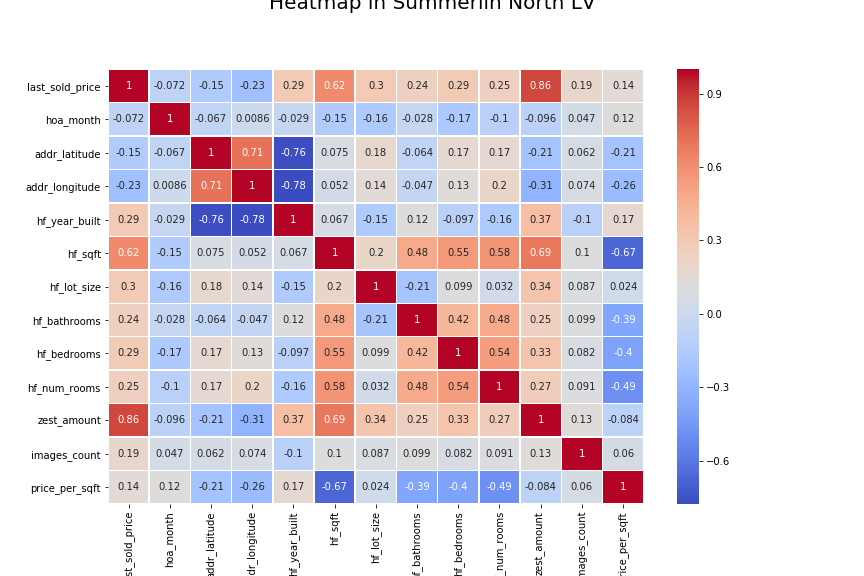 Heatmap in Summerlin North LV
last_sold_price 1 -0.072 -0.15 -0.23 0.29 0.62 0.3 0.24 0.29 0.25 0.86 0.19 0.14
hoa_month -0.072 1 -0.067 0.0086 -0.029 -0.15 -0.16 -0.028 -0.17 -0.1 -0.096 0.047 0.12
addr_latitude -0.15 -0.067 1 0.71 -0.76 0.075 0.18 -0.064 0.17 0.17 -0.21 0.062 -0.21
addr_longitude -0.23 0.0086 0.71 1 -0.78 0.052 0.14 -0.047 0.13 0.2 -0.31 0.074 -0.26
hf_year_built 0.29 -0.029 -0.76 -0.78 1 0.067 -0.15 0.12 -0.097 -0.16 0.37 -0.1 0.17
hf_sqft 0.62 -0.15 0.075 0.052 0.067 1 0.2 0.48 0.55 0.58 0.69 0.1 -0.67
hf_lot_size 0.3 -0.16 0.18 0.14 -0.15 0.2 1 -0.21 0.099 0.032 0.34 0.087 0.024
hf_bathrooms 0.24 -0.028 -0.064 -0.047 0.12 0.48 -0.21 1 0.42 0.48 0.25 0.099 -0.39
hf_bedrooms 0.29 -0.17 0.17 0.13 -0.097 0.55 0.099 0.42 1 0.54 0.33 0.082 -0.4
hf_num_rooms 0.25 -0.1 0.17 0.2 -0.16 0.58 0.032 0.48 0.54 1 0.27 0.091 -0.49
zest_amount 0.86 -0.096 -0.21 -0.31 0.37 0.69 0.34 0.25 0.33 0.27 1 0.13 -0.084
images_count 0.19 0.047 0.062 0.074 -0.1 0.1 0.087 0.099 0.082 0.091 0.13 1 0.06
price_per_sqft 0.14 0.12 -0.21 -0.26 0.17 -0.67 0.024 -0.39 -0.4 -0.49 -0.084 0.06 1
st_sold_price
hoa_month
addr_latitude
dr_longitude
hf_year_built
hf_sqft
hf_lot_size
f_bathrooms
hf_bedrooms
_num_rooms
zest_amount
mages_count
rice_per_sqft
0.9
0.6
0.3
0.0
−0.3
−0.6